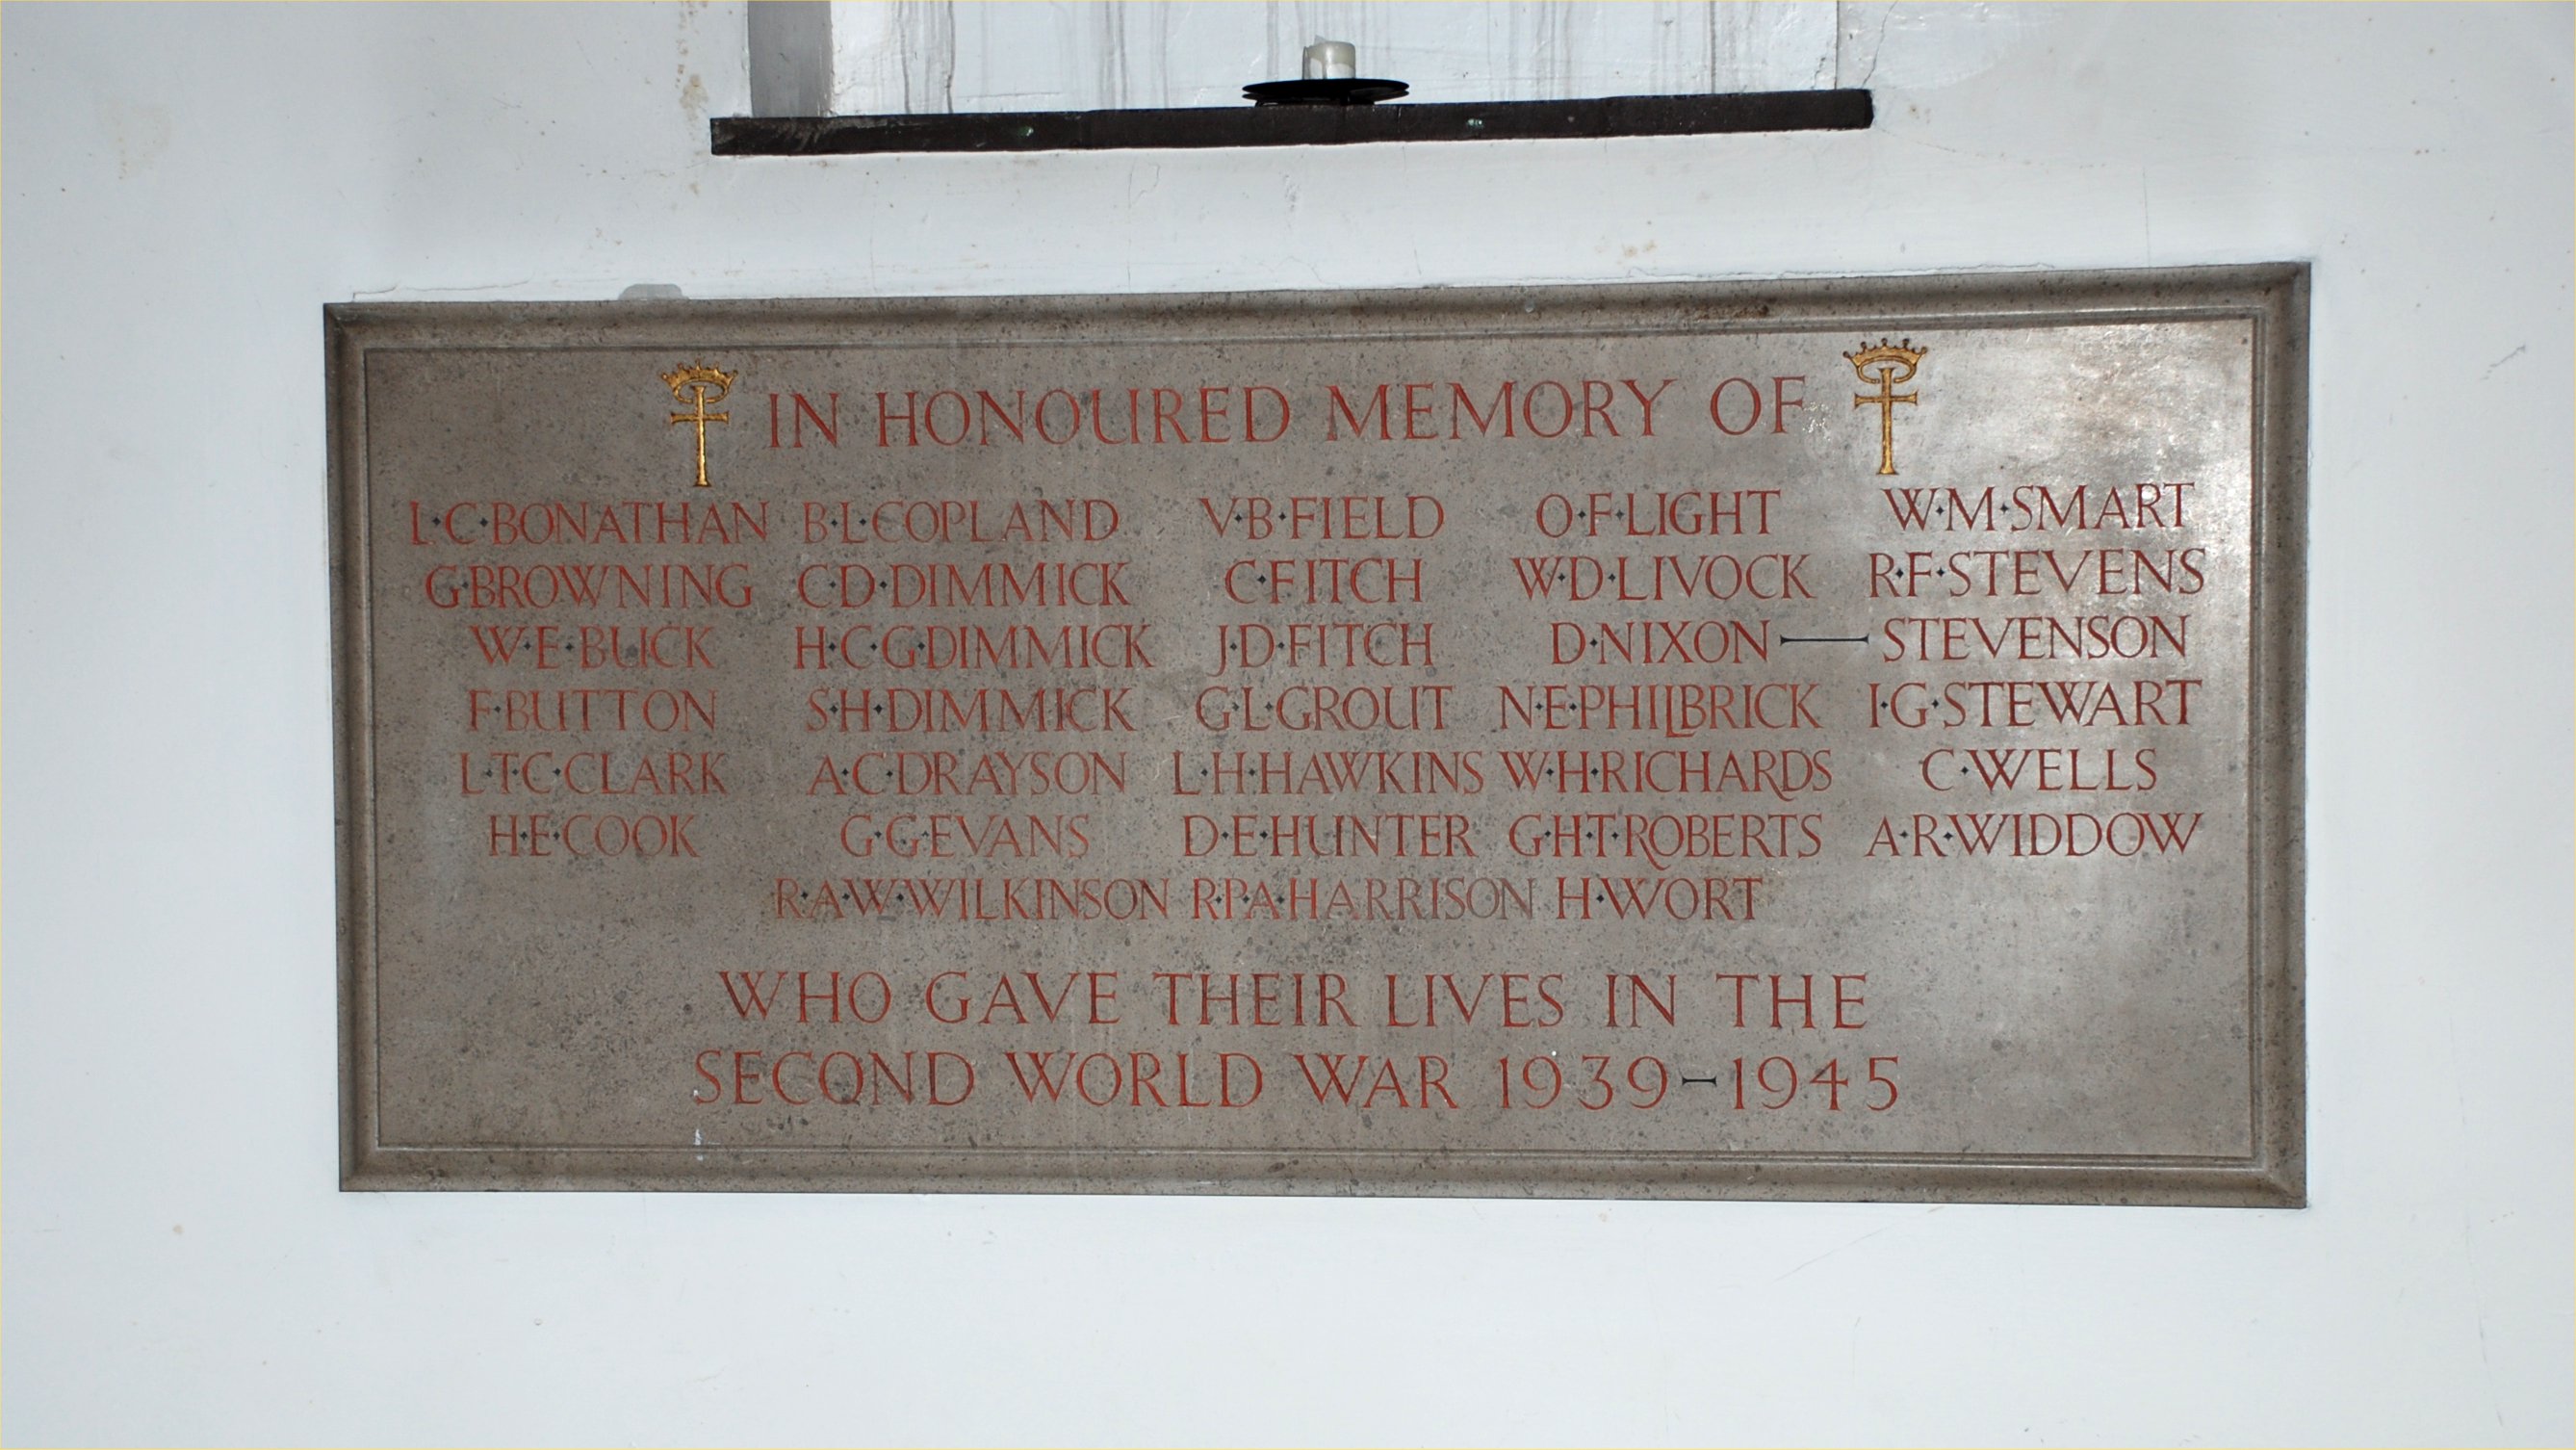 IN HONOURED MEMORY OF
L·C·BONATHAN B·L·COPLAND V·B·FIELD O·F·LIGHT W·M·SMART
G·BROWNING C·D·DIMMICK C·FITCH W·D·LIVOCK R·F·STEVENS
W·E·BUCK H·C·G·DIMMICK J·D·FITCH D·NIXON — STEVENSON
F·BUTTON S·H·DIMMICK G·L·GROUT N·E·PHILBRICK I·G·STEWART
L·T·C·CLARK A·C·DRAYSON L·H·HAWKINS W·H·RICHARDS C·WELLS
H·E·COOK G·G·EVANS D·E·HUNTER G·H·T·ROBERTS A·R·WIDDOW
R·A·W·WILKINSON R·P·A·HARRISON H·WORT
WHO GAVE THEIR LIVES IN THE
SECOND WORLD WAR 1939–1945